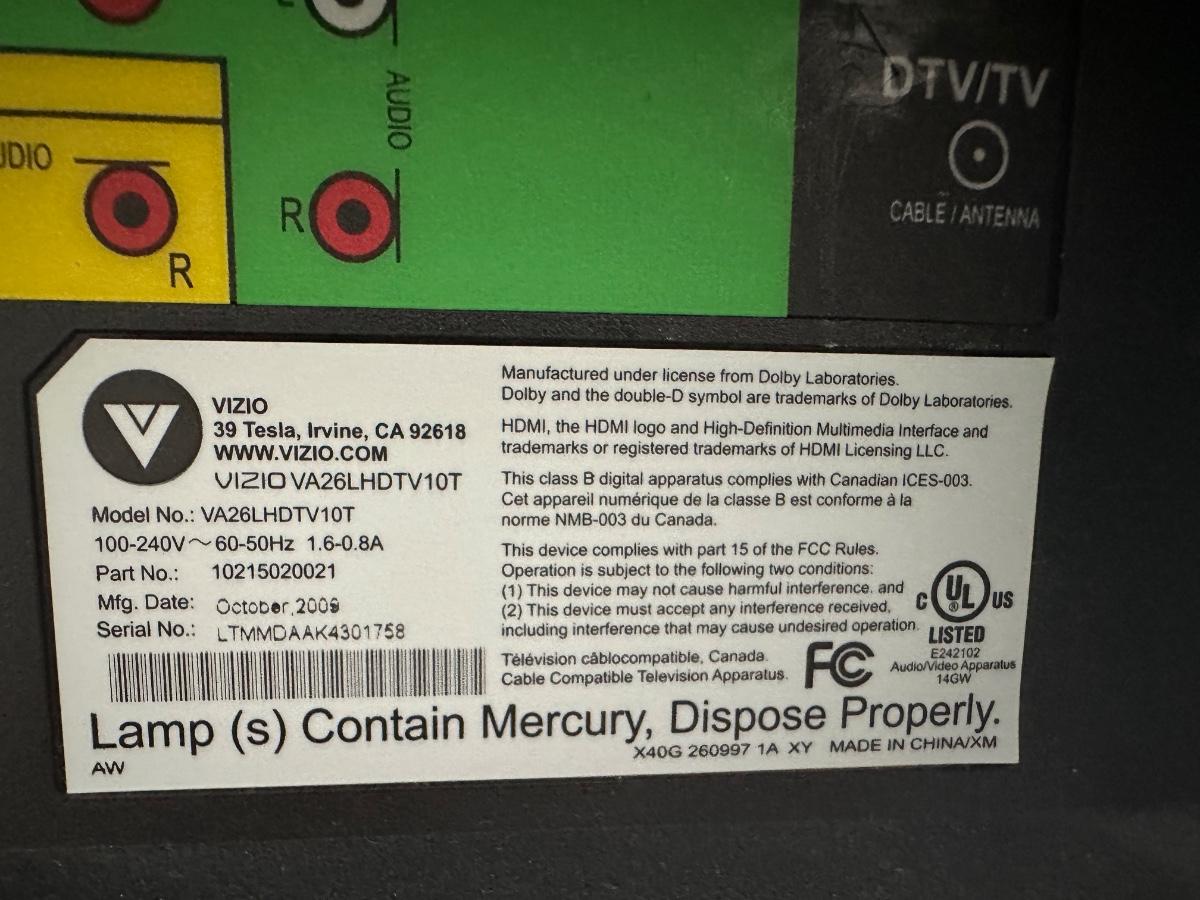 AUDIO
R
R
DTV/TV
CABLE / ANTENNA
VIZIO
39 Tesla, Irvine, CA 92618
WWW.VIZIO.COM
VIZIO VA26LHDTV10T
Model No.: VA26LHDTV10T
100-240V～60-50Hz 1.6-0.8A
Part No.: 10215020021
Mfg. Date: October,2009
Serial No.: LTMMDAAK4301758
Manufactured under license from Dolby Laboratories.
Dolby and the double-D symbol are trademarks of Dolby Laboratories.
HDMI, the HDMI logo and High-Definition Multimedia Interface and
trademarks or registered trademarks of HDMI Licensing LLC.
This class B digital apparatus complies with Canadian ICES-003.
Cet appareil numérique de la classe B est conforme à la
norme NMB-003 du Canada.
This device complies with part 15 of the FCC Rules.
Operation is subject to the following two conditions:
(1) This device may not cause harmful interference, and
(2) This device must accept any interference received,
including interference that may cause undesired operation.
Télévision câblocompatible, Canada.
Cable Compatible Television Apparatus.
FC
C UL ® US
LISTED
E242102
Audio/Video Apparatus
14GW
Lamp (s) Contain Mercury, Dispose Properly.
X40G 260997 1A XY MADE IN CHINA/XM
AW